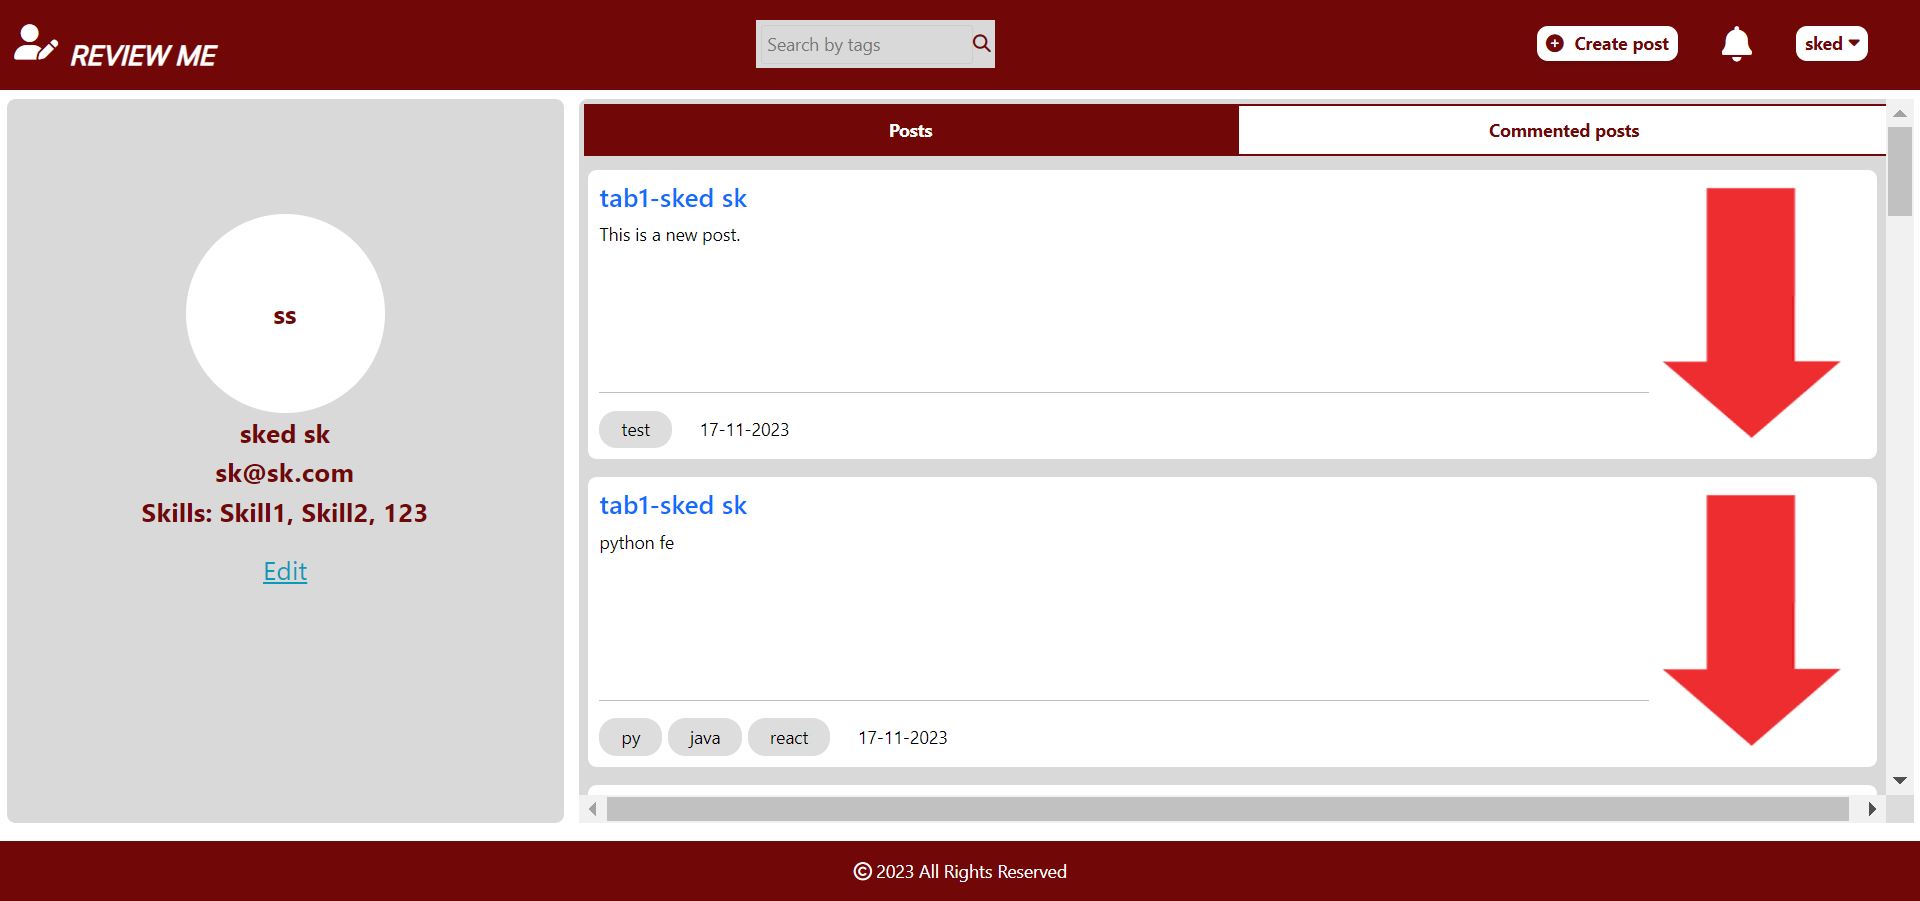 REVIEW ME
Search by tags
Create post
sked
ss
sked sk
sk@sk.com
Skills: Skill1, Skill2, 123
Edit
Posts
Commented posts
tab1-sked sk
This is a new post.
test
17-11-2023
tab1-sked sk
python fe
py
java
react
17-11-2023
© 2023 All Rights Reserved